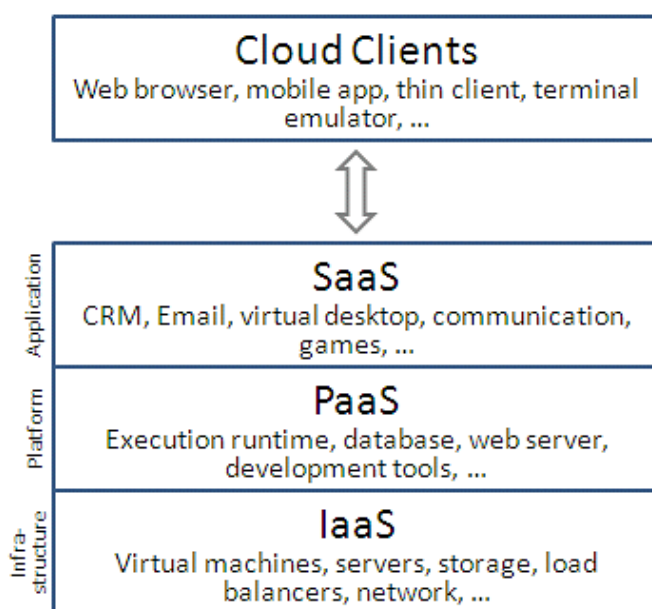 Cloud Clients
Web browser, mobile app, thin client, terminal
emulator, ...
Application
SaaS
CRM, Email, virtual desktop, communication,
games, ...
Platform
PaaS
Execution runtime, database, web server,
development tools, ...
Infra-
structure
IaaS
Virtual machines, servers, storage, load
balancers, network, ...